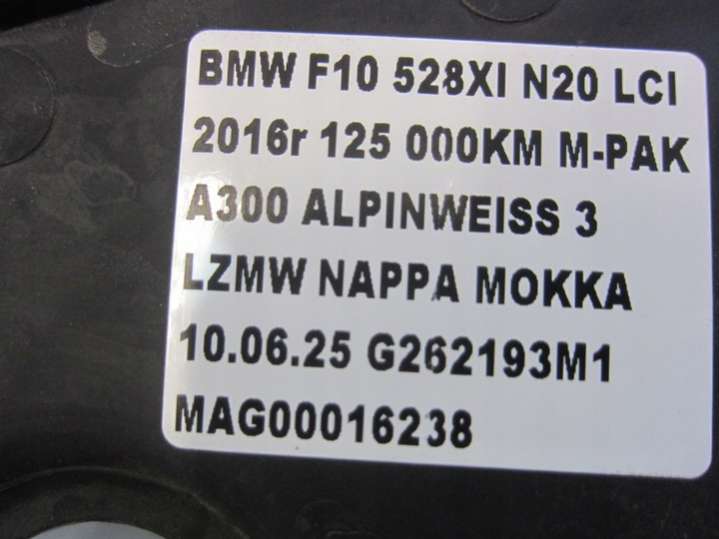 BMW F10 528XI N20 LCI
2016r 125 000KM M-PAK
A300 ALPINWEISS 3
LZMW NAPPA MOKKA
10.06.25 G262193M1
MAG00016238